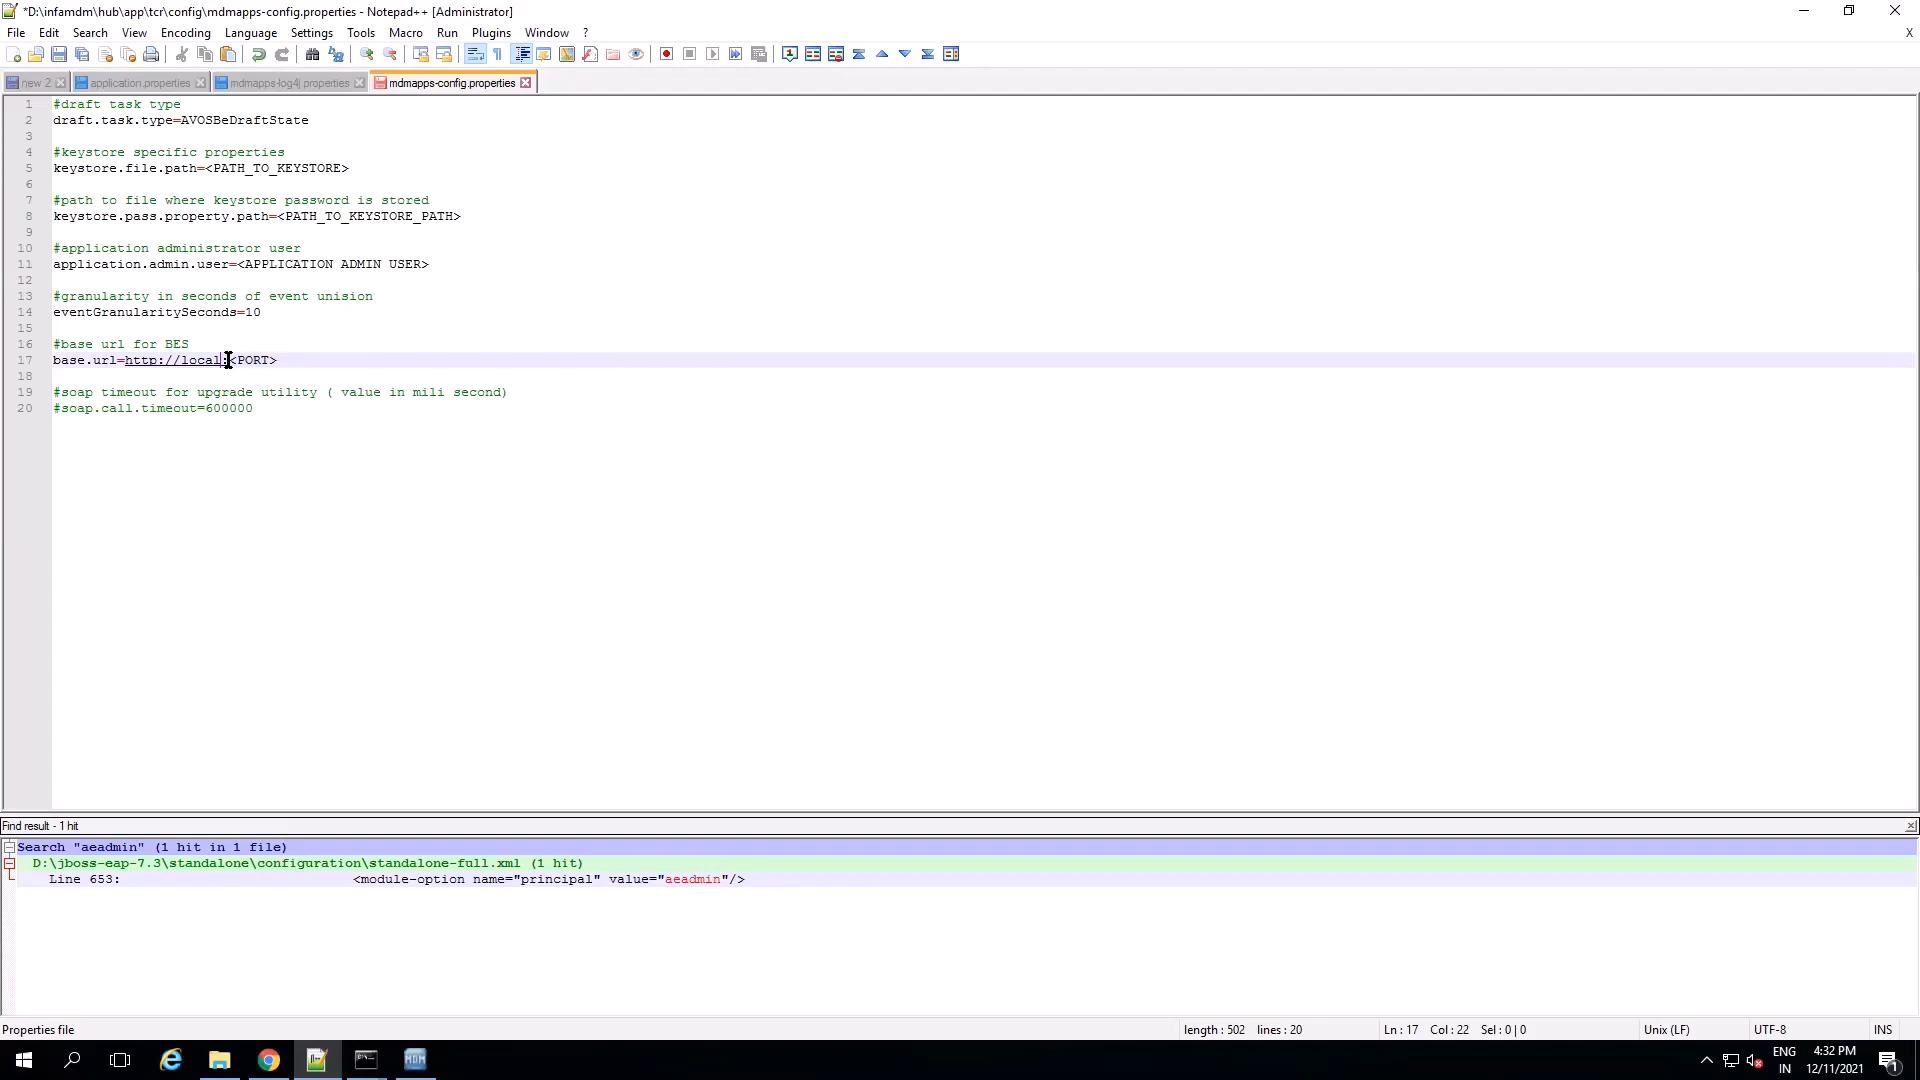 *D:\infamdm\hub\app\tcr\config\mdmapps-config.properties - Notepad++ [Administrator]
File Edit Search View Encoding Language Settings Tools Macro Run Plugins Window ? X
new 2 application.properties mdmapps-log4j.properties mdmapps-config.properties
1 #draft task type
2 draft.task.type=AVOSBeDraftState
3
4 #keystore specific properties
5 keystore.file.path=<PATH_TO_KEYSTORE>
6
7 #path to file where keystore password is stored
8 keystore.pass.property.path=<PATH_TO_KEYSTORE_PATH>
9
10 #application administrator user
11 application.admin.user=<APPLICATION ADMIN USER>
12
13 #granularity in seconds of event unision
14 eventGranularitySeconds=10
15
16 #base url for BES
17 base.url=http://local:<PORT>
18
19 #soap timeout for upgrade utility ( value in mili second)
20 #soap.call.timeout=600000
Find result - 1 hit
Search "aeadmin" (1 hit in 1 file)
D:\jboss-eap-7.3\standalone\configuration\standalone-full.xml (1 hit)
Line 653: <module-option name="principal" value="aeadmin"/>
Properties file length : 502 lines : 20 Ln : 17 Col : 22 Sel : 0 | 0 Unix (LF) UTF-8 INS
MDM
ENG 4:32 PM
IN 12/11/2021 1